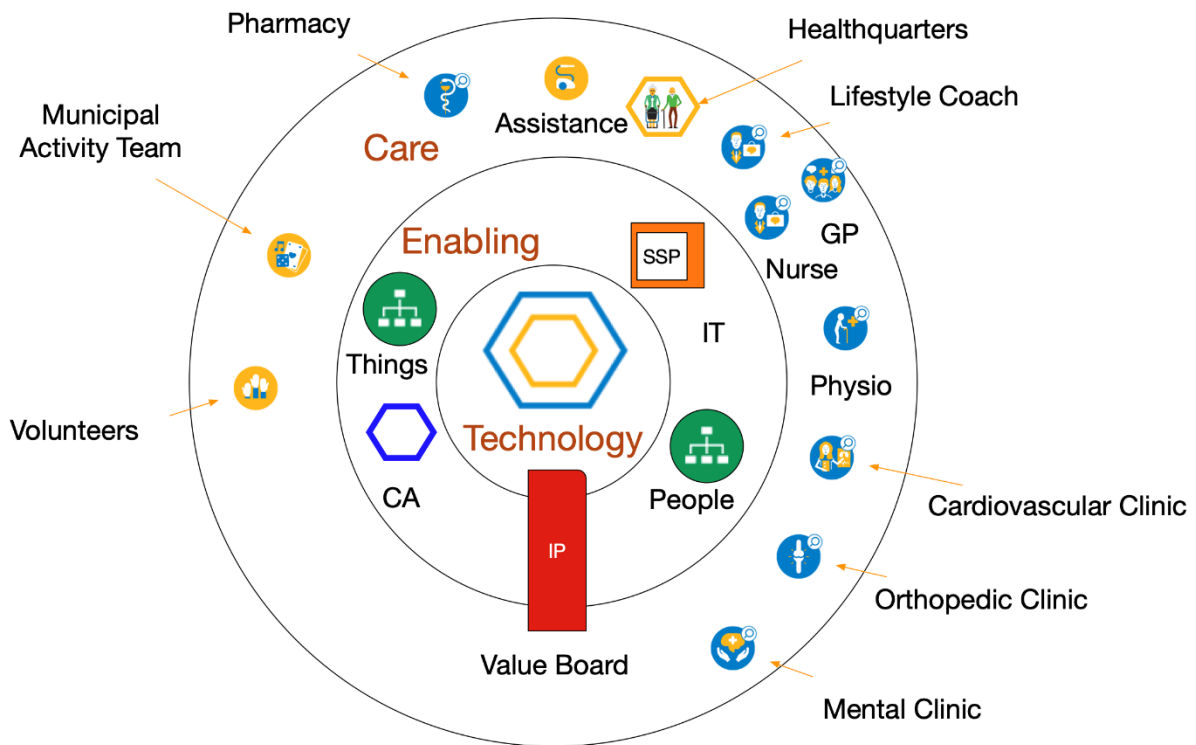 Pharmacy
Healthquarters
Lifestyle Coach
Municipal
Activity Team
Assistance
Care
Enabling
SSP
GP
Nurse
IT
Things
Physio
Volunteers
Technology
CA
People
Cardiovascular Clinic
IP
Orthopedic Clinic
Value Board
Mental Clinic